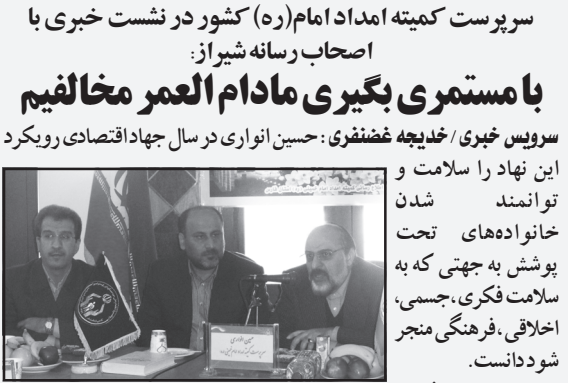 سرپرست کمیته امداد امام(ره) کشور در نشست خبری با
اصحاب رسانه شیراز:
با مستمری بگیری مادام العمر مخالفیم
سرویس خبری / خدیجه غضنفری : حسین انواری در سال جهاد اقتصادی رویکرد
این نهاد را سلامت و
توانمند شدن
خانواده‌های تحت
پوشش به جهتی که به
سلامت فکری،جسمی،
اخلاقی،فرهنگی منجر
شود دانست.
حسین انواری